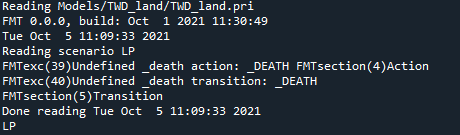 Reading Models/TWD_land/TWD_land.pri
FMT 0.0.0, build: Oct  1 2021 11:30:49
Tue Oct  5 11:09:33 2021
Reading scenario LP
FMTexc(39)Undefined _death action: _DEATH FMTsection(4)Action
FMTexc(40)Undefined _death transition: _DEATH
FMTsection(5)Transition
Done reading Tue Oct  5 11:09:33 2021
LP